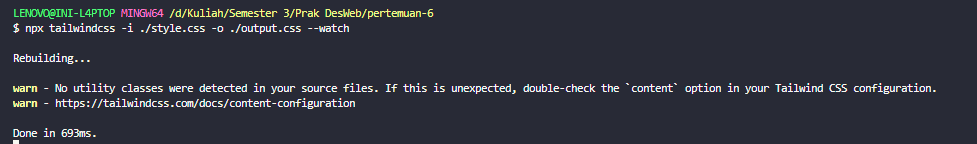 LENOVO@INI-L4PTOP MINGW64 /d/Kuliah/Semester 3/Prak DesWeb/pertemuan-6
$ npx tailwindcss -i ./style.css -o ./output.css --watch
Rebuilding...
warn - No utility classes were detected in your source files. If this is unexpected, double-check the `content` option in your Tailwind CSS configuration.
warn - https://tailwindcss.com/docs/content-configuration
Done in 693ms.